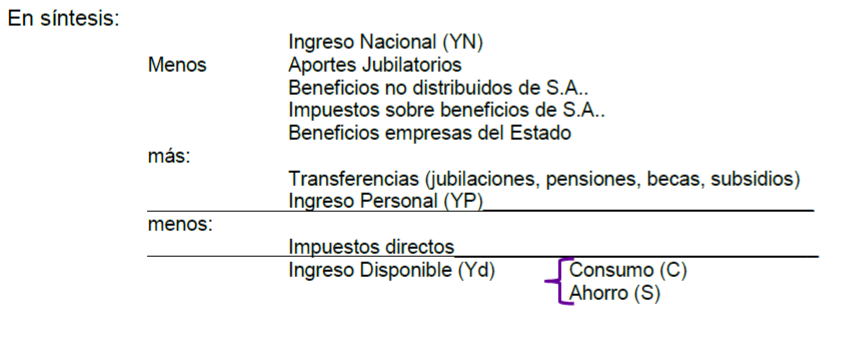 En síntesis:
Ingreso Nacional (YN)
Menos Aportes Jubilatorios
Beneficios no distribuidos de S.A..
Impuestos sobre beneficios de S.A..
Beneficios empresas del Estado
más:
Transferencias (jubilaciones, pensiones, becas, subsidios)
Ingreso Personal (YP)
menos:
Impuestos directos
Ingreso Disponible (Yd) Consumo (C)
Ahorro (S)